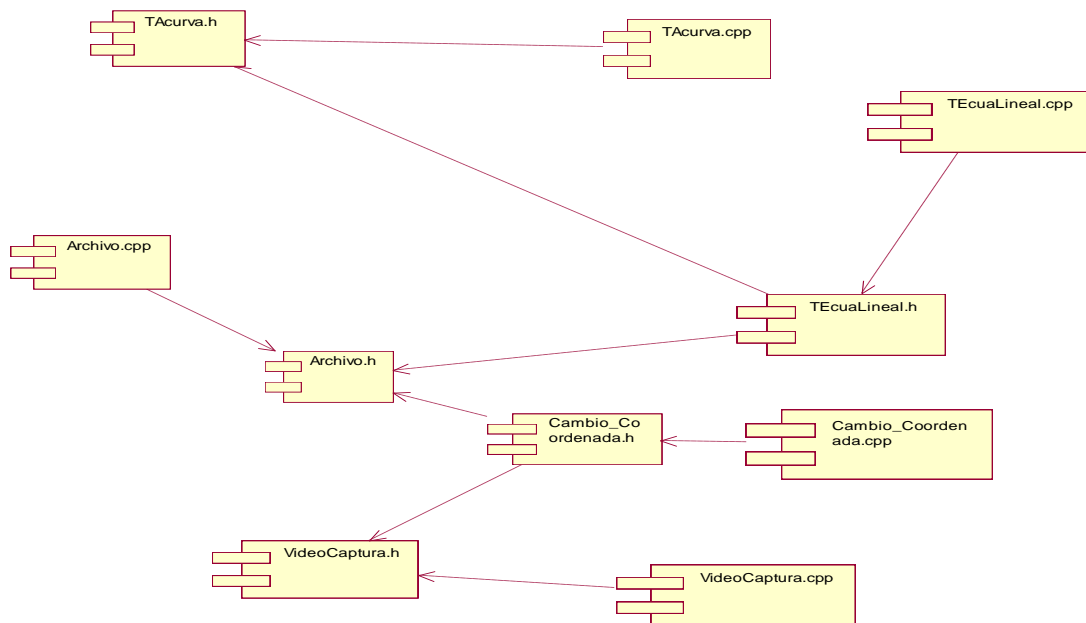 TAcurva.h
TAcurva.cpp
TEcuaLineal.cpp
Archivo.cpp
TEcuaLineal.h
Archivo.h
Cambio_Co
ordenada.h
Cambio_Coorden
ada.cpp
VideoCaptura.h
VideoCaptura.cpp